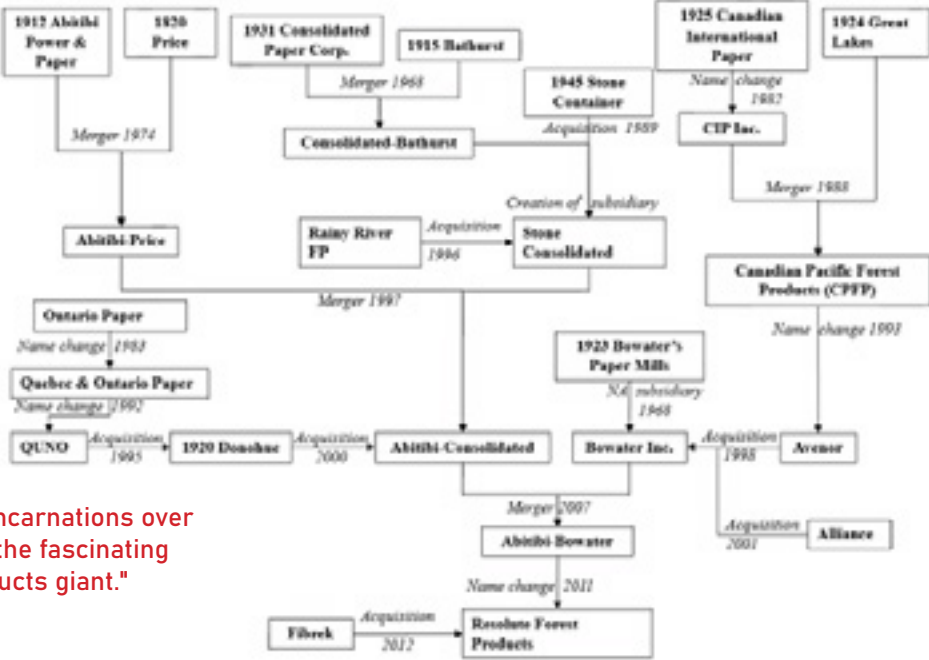 1912 Abitibi
Power &
Paper
1820
Price
1931 Consolidated
Paper Corp.
1915 Bathurst
1925 Canadian
International
Paper
1924 Great
Lakes
Merger 1968
1945 Stone
Container
Name change
1982
Merger 1974
Acquisition 1989
CIP Inc.
Consolidated-Bathurst
Merger 1988
Creation of subsidiary
Abitibi-Price
Rainy River
FP
Acquisition
1996
Stone
Consolidated
Canadian Pacific Forest
Products (CPFP)
Merger 1997
Ontario Paper
Name change 1983
1923 Bowater's
Paper Mills
Name change 1993
Quebec & Ontario Paper
Name change 1992
NA subsidiary
1968
QUNO
Acquisition
1995
1920 Donohue
Acquisition
2000
Abitibi-Consolidated
Bowater Inc.
Acquisition
1998
Avenor
Merger 2007
ncarnations over
the fascinating
ucts giant."
Abitibi-Bowater
Acquisition
2001
Alliance
Name change 2011
Fibrek
Acquisition
2012
Resolute Forest
Products